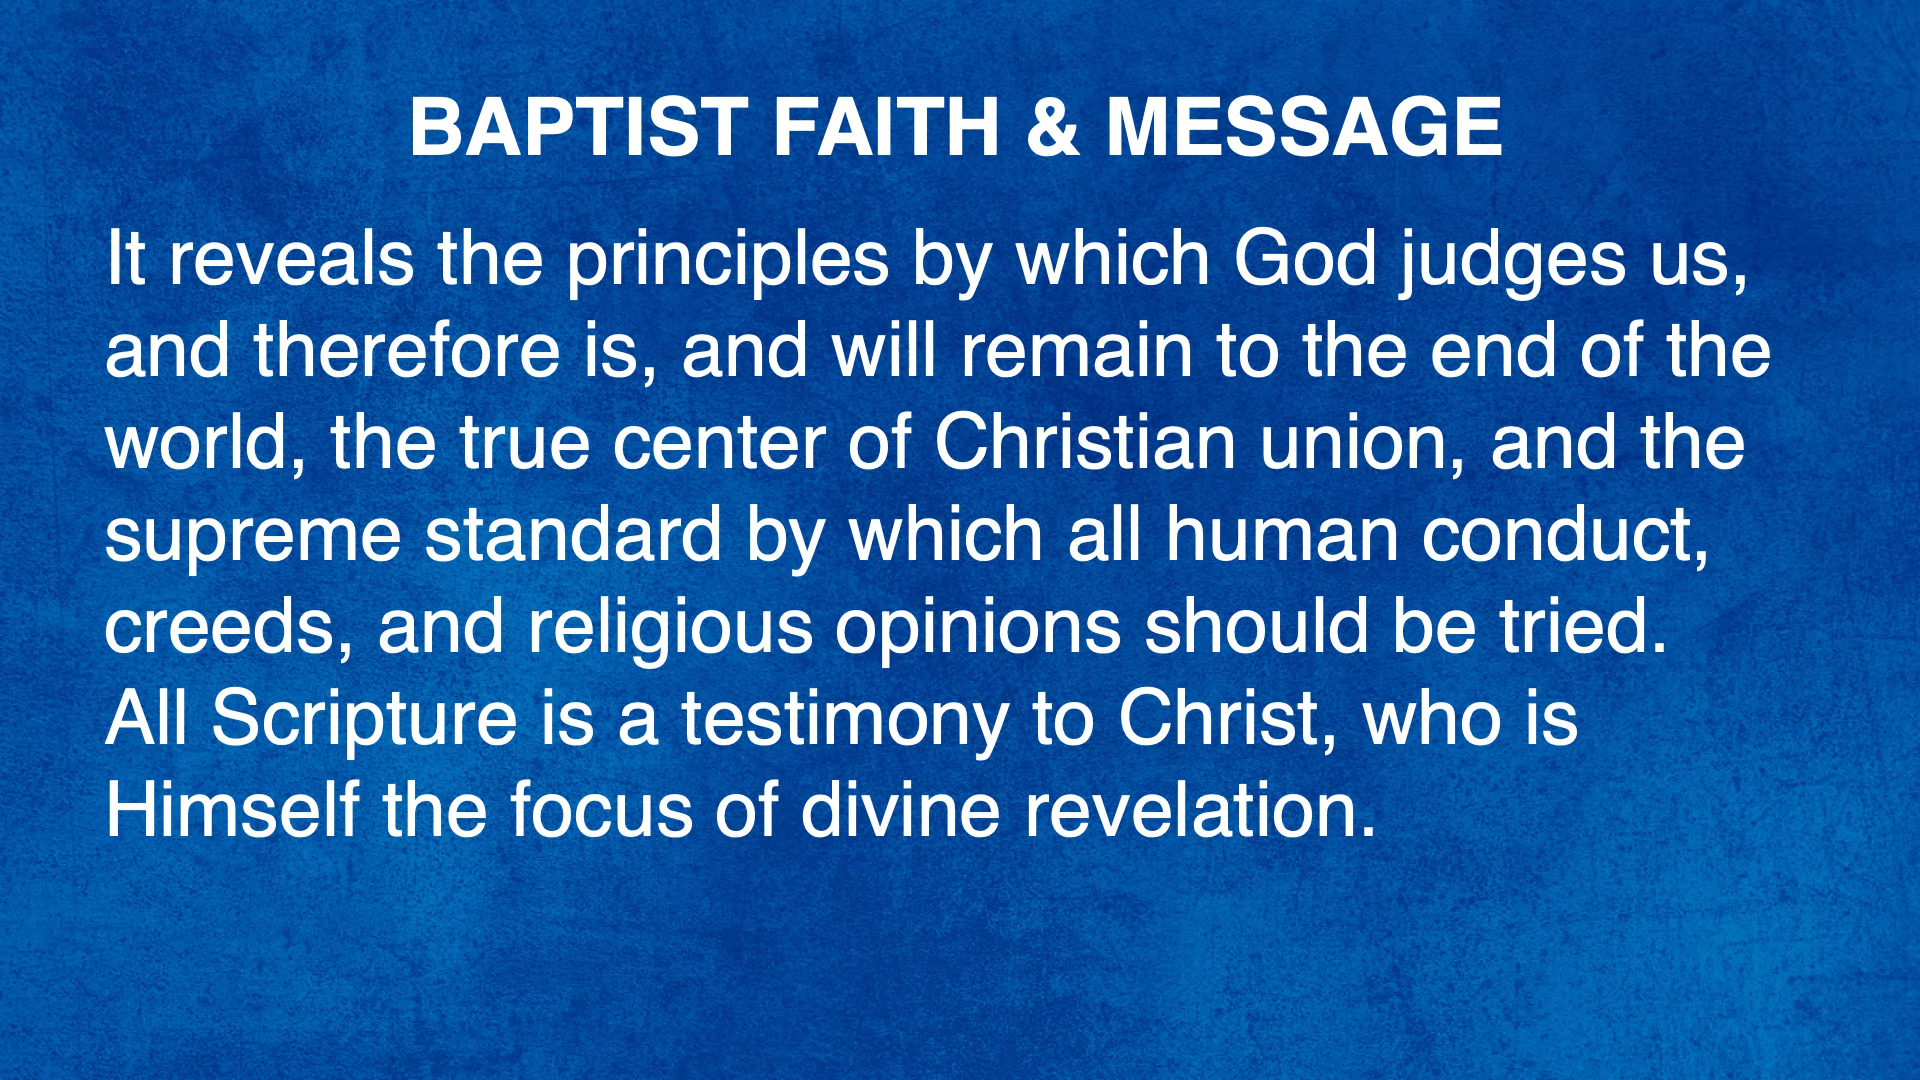 BAPTIST FAITH & MESSAGE
It reveals the principles by which God judges us,
and therefore is, and will remain to the end of the
world, the true center of Christian union, and the
supreme standard by which all human conduct,
creeds, and religious opinions should be tried.
All Scripture is a testimony to Christ, who is
Himself the focus of divine revelation.